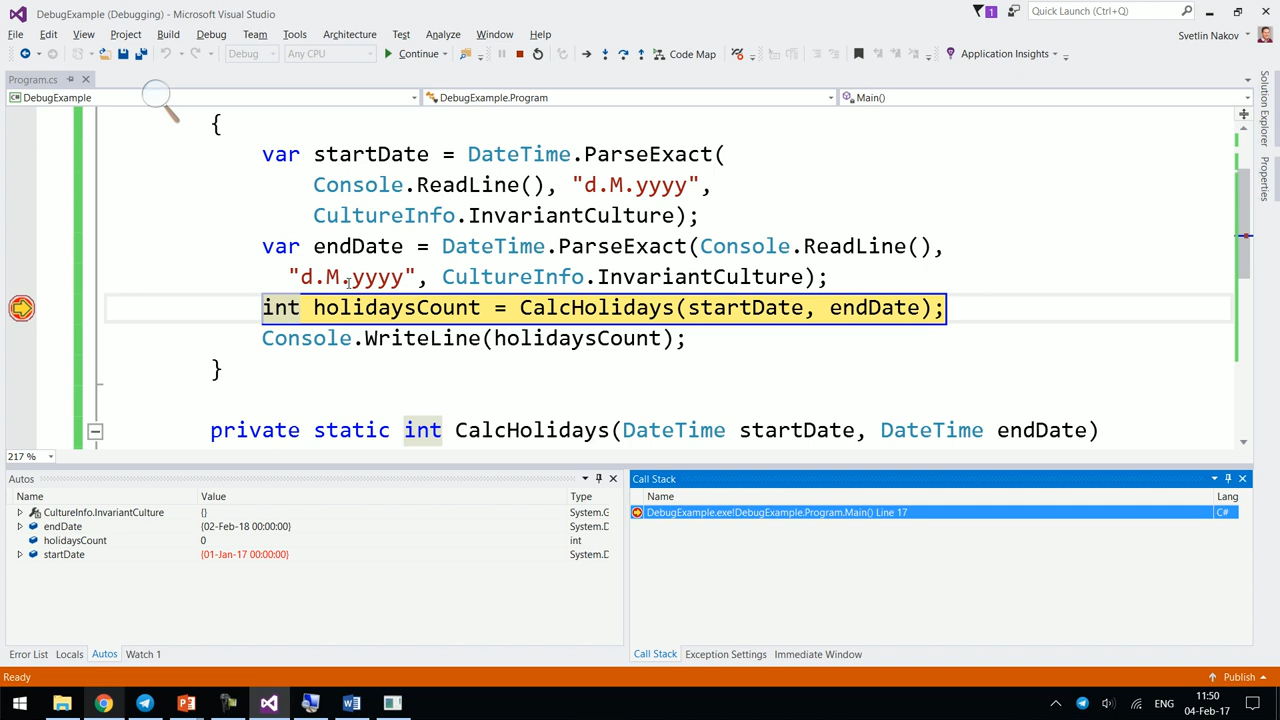 DebugExample (Debugging) - Microsoft Visual Studio
1
Quick Launch (Ctrl+Q)
File Edit View Project Build Debug Team Tools Architecture Test Analyze Window Help
Svetlin Nakov
Debug Any CPU Continue Code Map Application Insights
Program.cs
DebugExample DebugExample.Program Main()
{
var startDate = DateTime.ParseExact(
Console.ReadLine(), "d.M.yyyy",
CultureInfo.InvariantCulture);
var endDate = DateTime.ParseExact(Console.ReadLine(),
"d.M.yyyy", CultureInfo.InvariantCulture);
int holidaysCount = CalcHolidays(startDate, endDate);
Console.WriteLine(holidaysCount);
}
private static int CalcHolidays(DateTime startDate, DateTime endDate)
217 %
Solution Explorer
Properties
Autos
Name Value Type
CultureInfo.InvariantCulture {} System.G
endDate {02-Feb-18 00:00:00} System.D
holidaysCount 0 int
startDate {01-Jan-17 00:00:00} System.D
Call Stack
Name Lang
DebugExample.exe!DebugExample.Program.Main() Line 17 C#
Error List Locals Autos Watch 1
Call Stack Exception Settings Immediate Window
Ready
Publish
ENG
11:50
04-Feb-17